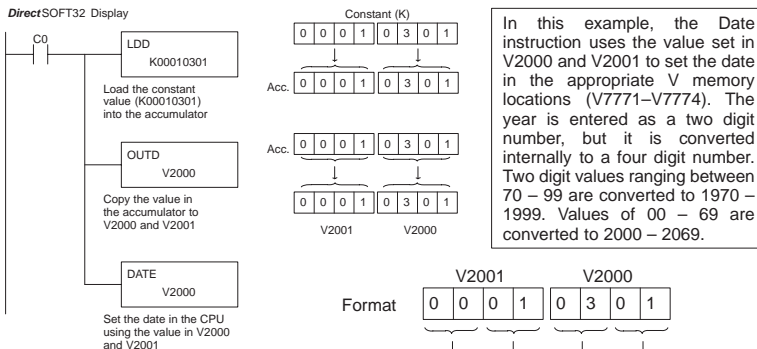 DirectSOFT32 Display
C0
LDD
K00010301
Load the constant
value (K00010301)
into the accumulator
OUTD
V2000
Copy the value in
the accumulator to
V2000 and V2001
DATE
V2000
Set the date in the CPU
using the value in V2000
and V2001
Constant (K)
0 0 0 1 0 3 0 1
Acc. 0 0 0 1 0 3 0 1
Acc. 0 0 0 1 0 3 0 1
0 0 0 1 0 3 0 1
V2001 V2000
In this example, the Date
instruction uses the value set in
V2000 and V2001 to set the date
in the appropriate V memory
locations (V7771–V7774). The
year is entered as a two digit
number, but it is converted
internally to a four digit number.
Two digit values ranging between
70 – 99 are converted to 1970 –
1999. Values of 00 – 69 are
converted to 2000 – 2069.
V2001 V2000
Format 0 0 0 1 0 3 0 1